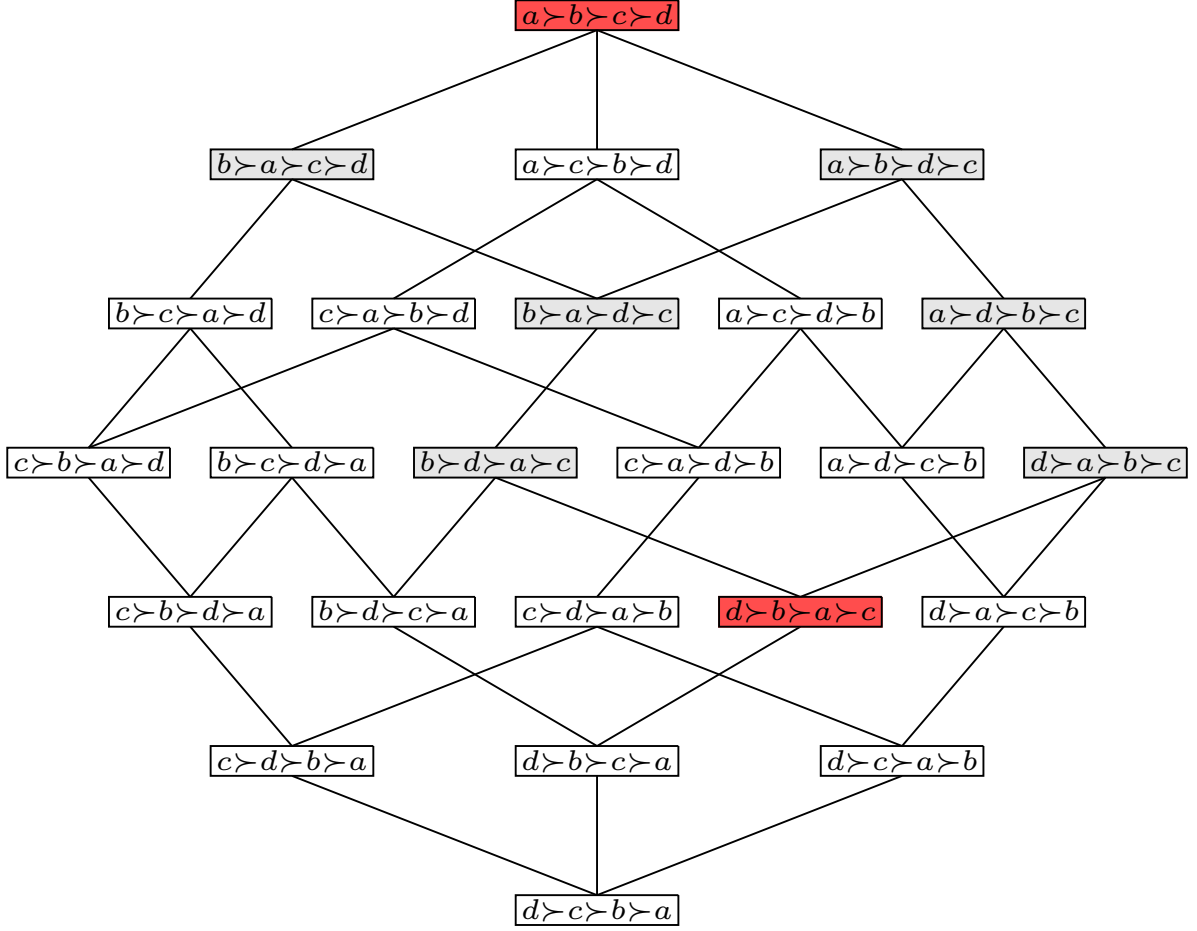 a≻b≻c≻d
b≻a≻c≻d a≻c≻b≻d a≻b≻d≻c
b≻c≻a≻d c≻a≻b≻d b≻a≻d≻c a≻c≻d≻b a≻d≻b≻c
c≻b≻a≻d b≻c≻d≻a b≻d≻a≻c c≻a≻d≻b a≻d≻c≻b d≻a≻b≻c
c≻b≻d≻a b≻d≻c≻a c≻d≻a≻b d≻b≻a≻c d≻a≻c≻b
c≻d≻b≻a d≻b≻c≻a d≻c≻a≻b
d≻c≻b≻a